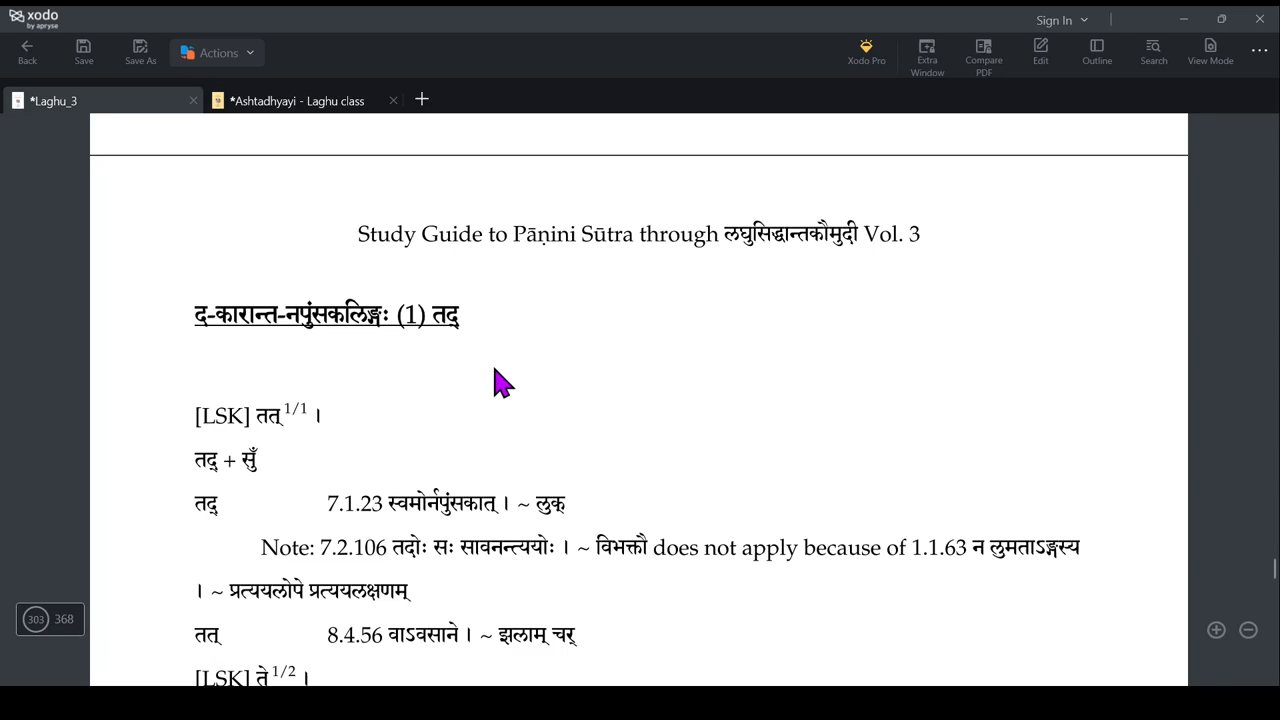 xodo
by apryse
Sign In
Back
Save
Save As
Actions
Xodo Pro
Extra Window
Compare PDF
Edit
Outline
Search
View Mode
*Laghu_3
*Ashtadhyayi - Laghu class
Study Guide to Pāṇini Sūtra through लघुसिद्धान्तकौमुदी Vol. 3
द-कारान्त-नपुंसकलिङ्गः (1) तद्
[LSK] तत् 1/1 ।
तद् + सुँ
तद् 7.1.23 स्वमोर्नपुंसकात् । ~ लुक्
Note: 7.2.106 तदोः सः सावनन्त्ययोः । ~ विभक्तौ does not apply because of 1.1.63 न लुमताऽङ्गस्य
। ~ प्रत्ययलोपे प्रत्ययलक्षणम्
तत् 8.4.56 वाऽवसाने । ~ झलाम् चर्
[LSK] ते 1/2 ।
303 368